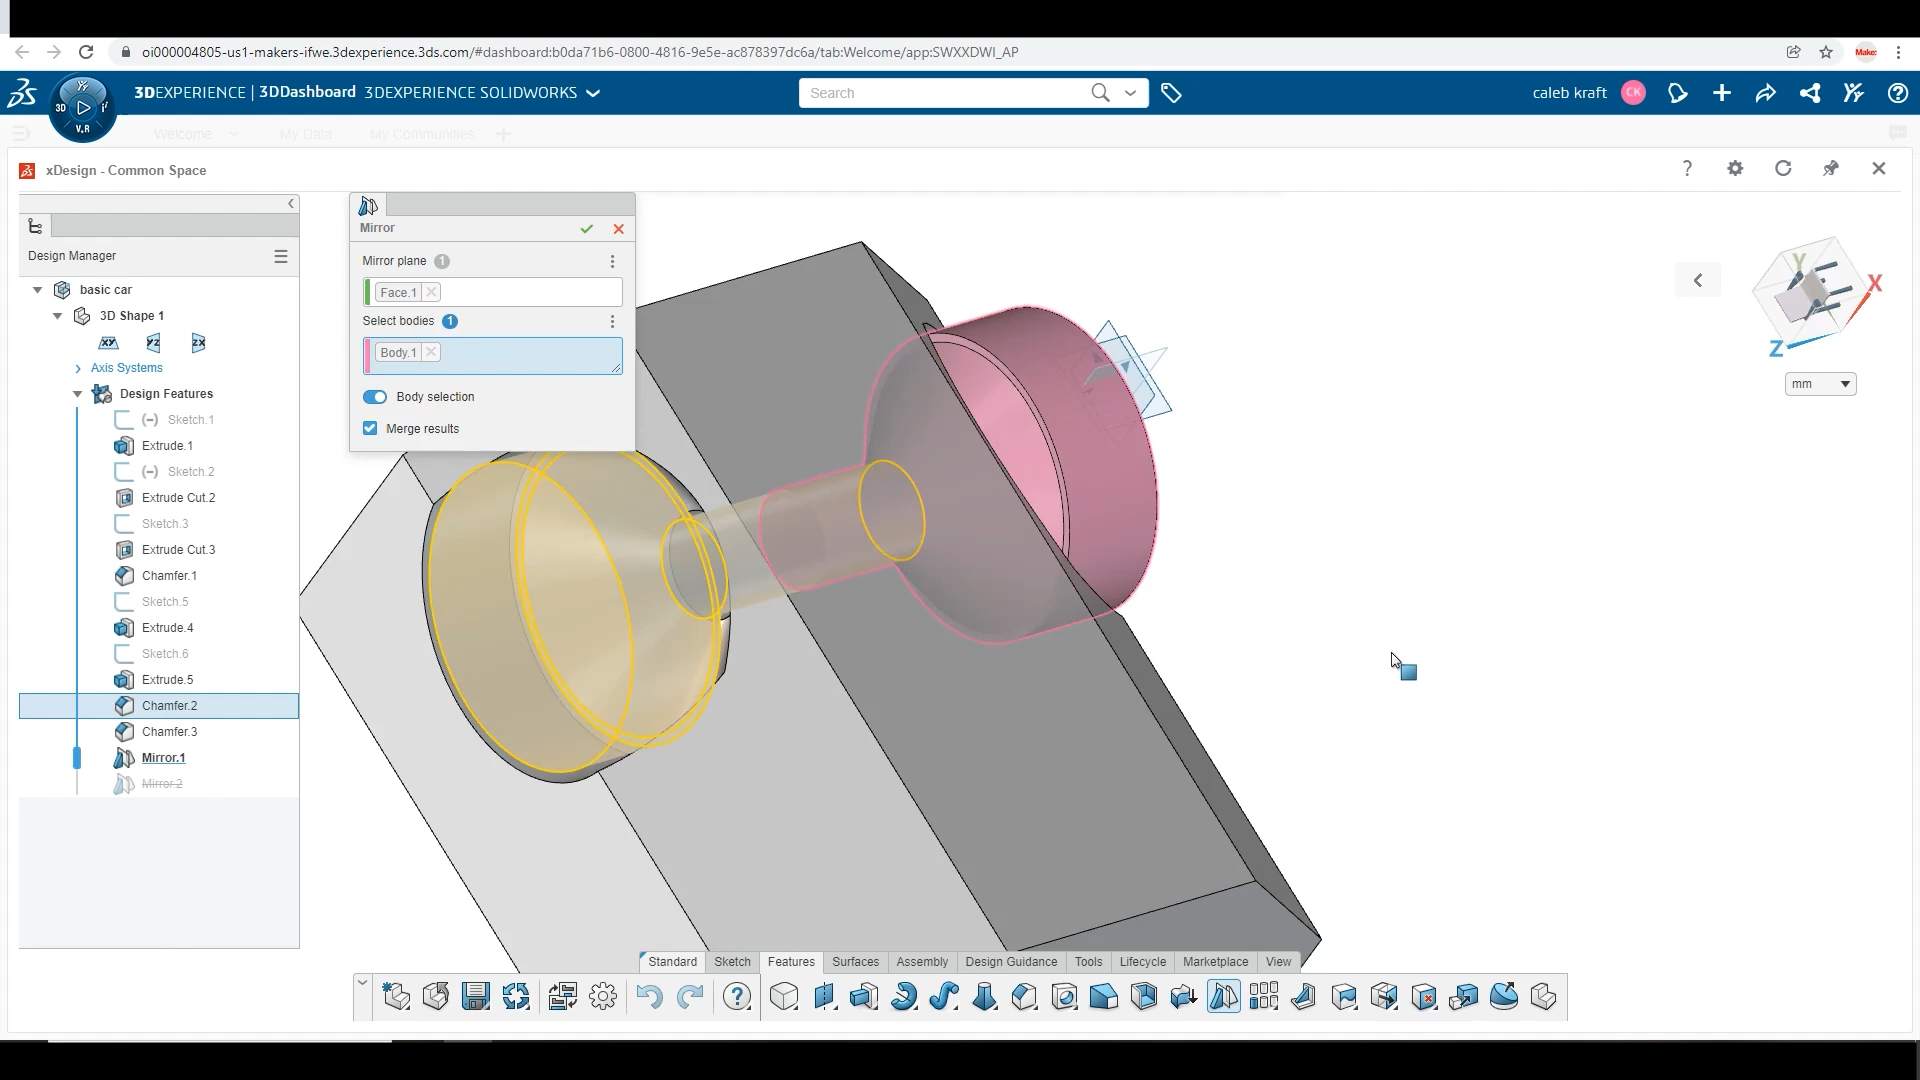 oi000004805-us1-makers-ifwe.3dexperience.3ds.com/#dashboard:b0da71b6-0800-4816-9e5e-ac878397dc6a/tab:Welcome/app:SWXXDWI_AP
Make:
3D
V.R
3DEXPERIENCE | 3DDashboard 3DEXPERIENCE SOLIDWORKS
Search
caleb kraft CK
Welcome
My Data
My Communities
xDesign - Common Space
Design Manager
basic car
3D Shape 1
XY YZ ZX
Axis Systems
Design Features
(-) Sketch.1
Extrude.1
(-) Sketch.2
Extrude Cut.2
Sketch.3
Extrude Cut.3
Chamfer.1
Sketch.5
Extrude.4
Sketch.6
Extrude.5
Chamfer.2
Chamfer.3
Mirror.1
Mirror.2
Mirror
Mirror plane 1
Face.1
Select bodies 1
Body.1
Body selection
Merge results
Y
X
Z
mm
Standard Sketch Features Surfaces Assembly Design Guidance Tools Lifecycle Marketplace View